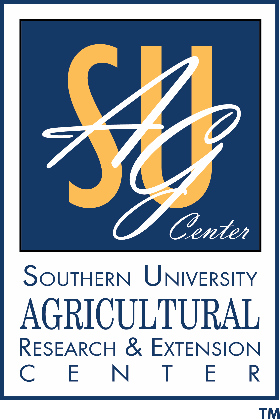 SU
AG
Center
SOUTHERN UNIVERSITY
AGRICULTURAL
RESEARCH & EXTENSION
CENTER
TM